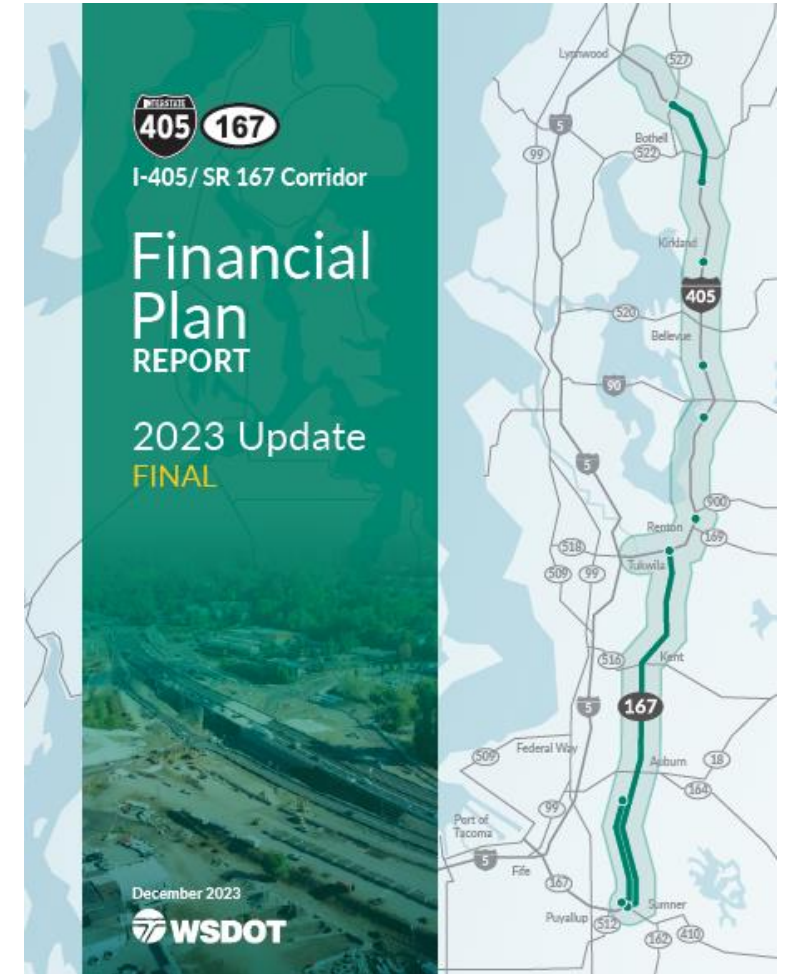 INTERSTATE
405 167
I-405/ SR 167 Corridor
Financial
Plan
REPORT
2023 Update
FINAL
December 2023
WSDOT
Lynnwood
527
5
Bothell
99
522
Kirkland
405
520
Bellevue
90
5
900
Renton
169
518
Tukwila
509
99
516
Kent
5
167
Federal Way
509
Auburn
18
164
99
Port of
Tacoma
5
Fife
167
Sumner
Puyallup
512
162
410